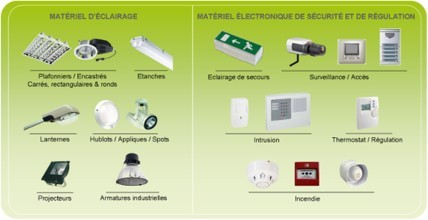 MATÉRIEL D'ÉCLAIRAGE
Plafonniers / Encastrés
Carrés, rectangulaires & ronds
Etanches
Lanternes
Hublots / Appliques / Spots
Projecteurs
Armatures industrielles
MATÉRIEL ÉLECTRONIQUE DE SÉCURITÉ ET DE RÉGULATION
Eclairage de secours
Surveillance / Accès
Intrusion
Thermostat / Régulation
Incendie